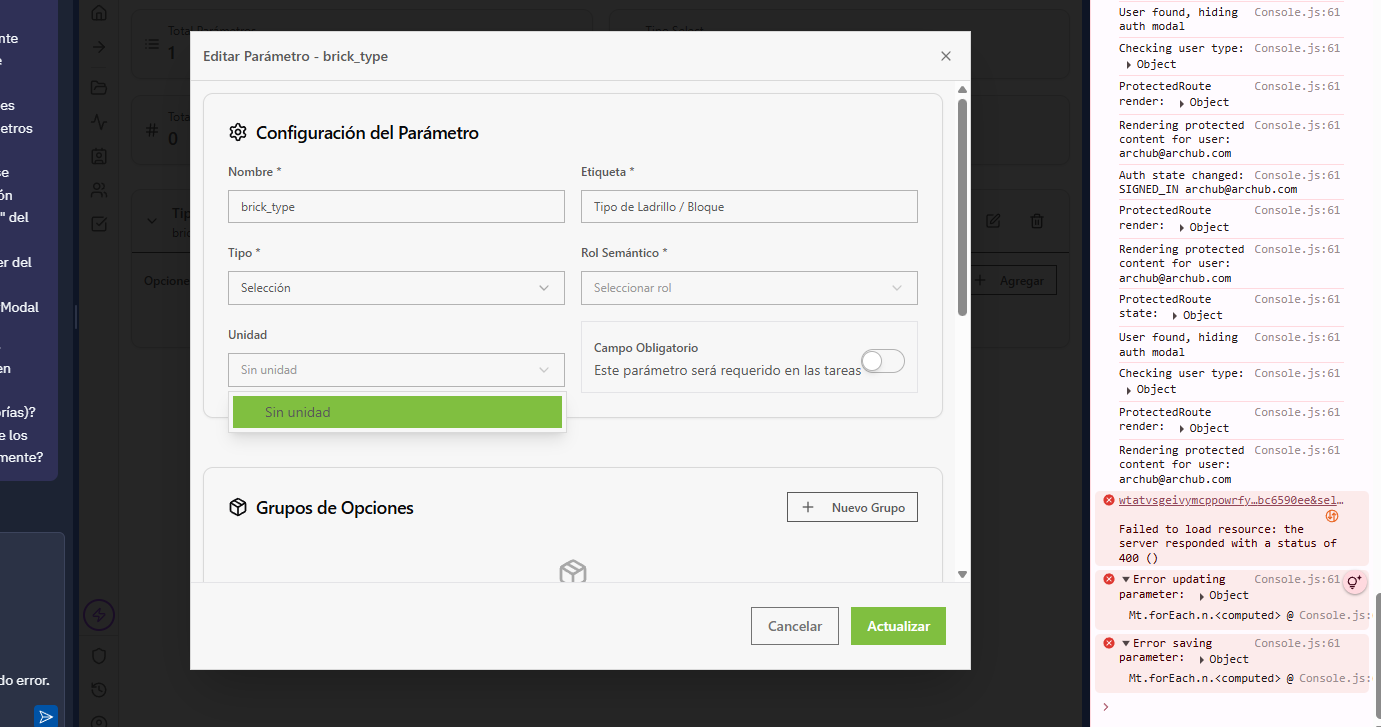 nte
e
es
etros
se
ón
" del
er del
Modal
en
rías)?
e los
mente?
do error.
Total Parámetros
1
Tipo Select
Tota
0
Tip
bric
Opcione
Agregar
Editar Parámetro - brick_type
Configuración del Parámetro
Nombre *
Etiqueta *
brick_type
Tipo de Ladrillo / Bloque
Tipo *
Rol Semántico *
Selección
Seleccionar rol
Unidad
Sin unidad
Campo Obligatorio
Este parámetro será requerido en las tareas
Sin unidad
Grupos de Opciones
Nuevo Grupo
Cancelar
Actualizar
User found, hiding Console.js:61
auth modal
Checking user type: Console.js:61
Object
ProtectedRoute Console.js:61
render: Object
Rendering protected Console.js:61
content for user:
archub@archub.com
Auth state changed: Console.js:61
SIGNED_IN archub@archub.com
ProtectedRoute Console.js:61
render: Object
Rendering protected Console.js:61
content for user:
archub@archub.com
ProtectedRoute Console.js:61
state: Object
User found, hiding Console.js:61
auth modal
Checking user type: Console.js:61
Object
ProtectedRoute Console.js:61
render: Object
Rendering protected Console.js:61
content for user:
archub@archub.com
wtatvsgeivymcppowrfy…bc6590ee&sel…
Failed to load resource: the
server responded with a status of
400 ()
Error updating Console.js:61
parameter: Object
Mt.forEach.n.<computed> @ Console.js:
Error saving Console.js:61
parameter: Object
Mt.forEach.n.<computed> @ Console.js: